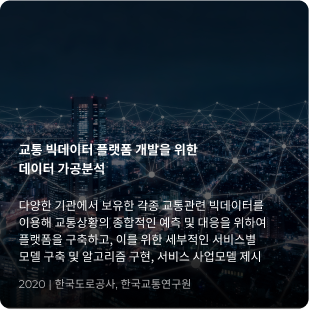 교통 빅데이터 플랫폼 개발을 위한
데이터 가공분석
다양한 기관에서 보유한 각종 교통관련 빅데이터를
이용해 교통상황의 종합적인 예측 및 대응을 위하여
플랫폼을 구축하고, 이를 위한 세부적인 서비스별
모델 구축 및 알고리즘 구현, 서비스 사업모델 제시
2020 | 한국도로공사, 한국교통연구원